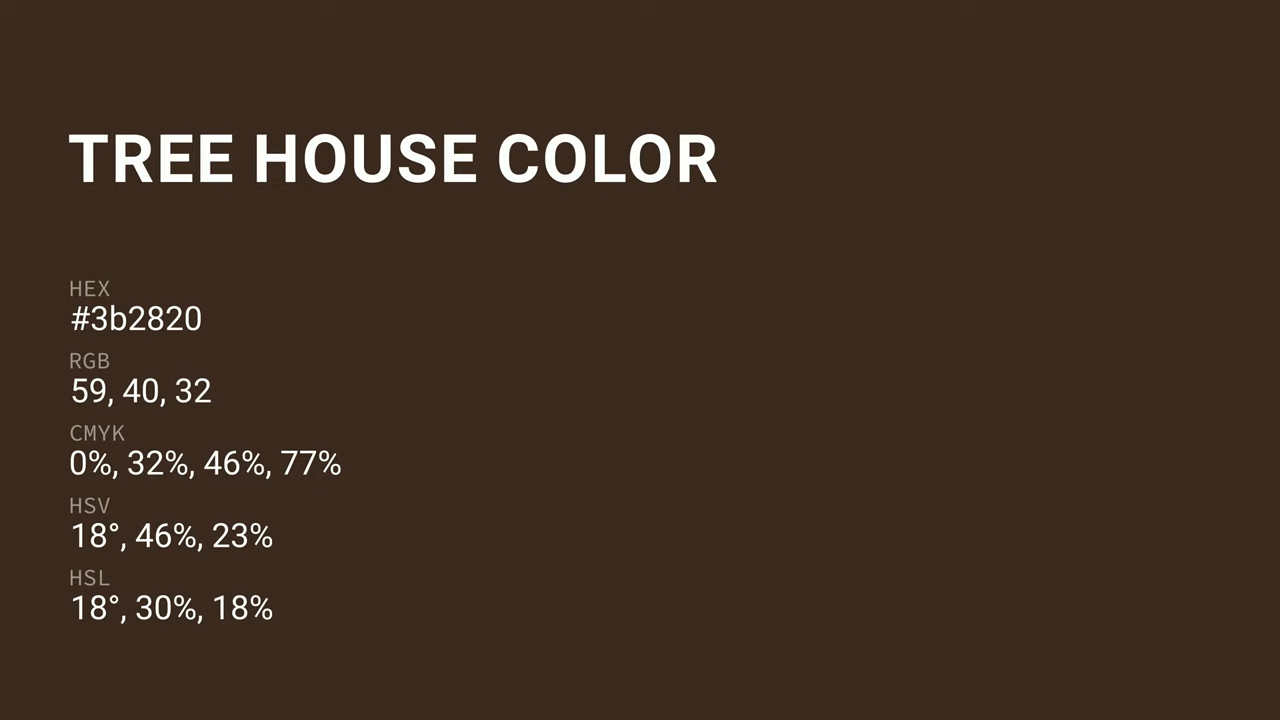 TREE HOUSE COLOR
HEX
#3b2820
RGB
59, 40, 32
CMYK
0%, 32%, 46%, 77%
HSV
18°, 46%, 23%
HSL
18°, 30%, 18%